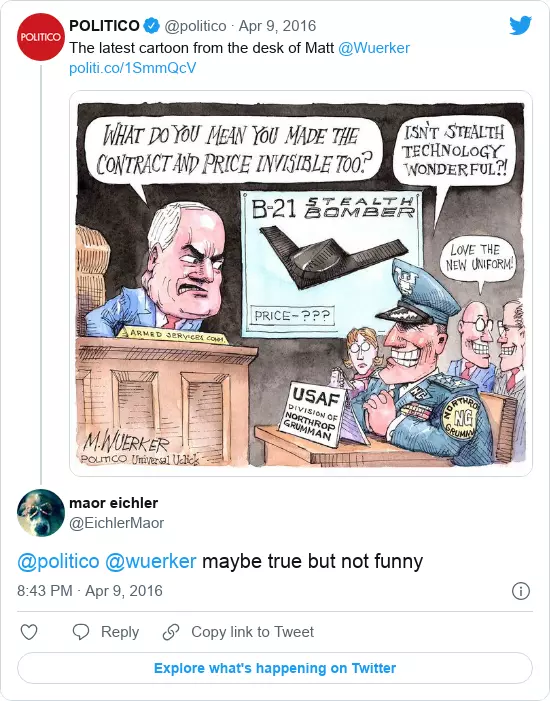 POLITICO
POLITICO @politico · Apr 9, 2016
The latest cartoon from the desk of Matt @Wuerker
politi.co/1SmmQcV
WHAT DO YOU MEAN YOU MADE THE
CONTRACT AND PRICE INVISIBLE TOO?
ISN'T STEALTH
TECHNOLOGY
WONDERFUL?!
B-21 STEALTH
BOMBER
LOVE THE
NEW UNIFORM!
PRICE-???
ARMED SERVICES COMM.
USAF
DIVISION OF
NORTHROP
GRUMMAN
NG
NORTHROP
NG
GRUMMAN
M.WUERKER
POLITICO Universal Uclick
maor eichler
@EichlerMaor
@politico @wuerker maybe true but not funny
8:43 PM · Apr 9, 2016
Reply
Copy link to Tweet
Explore what's happening on Twitter